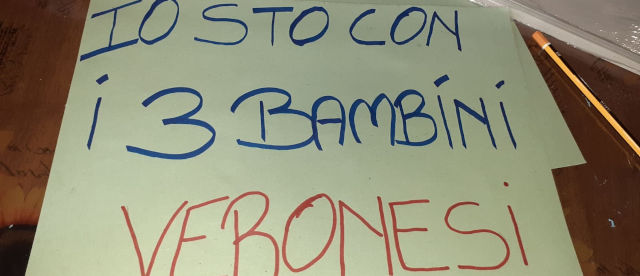 IO STO CON
i 3 BAMBiNi
VERONESi